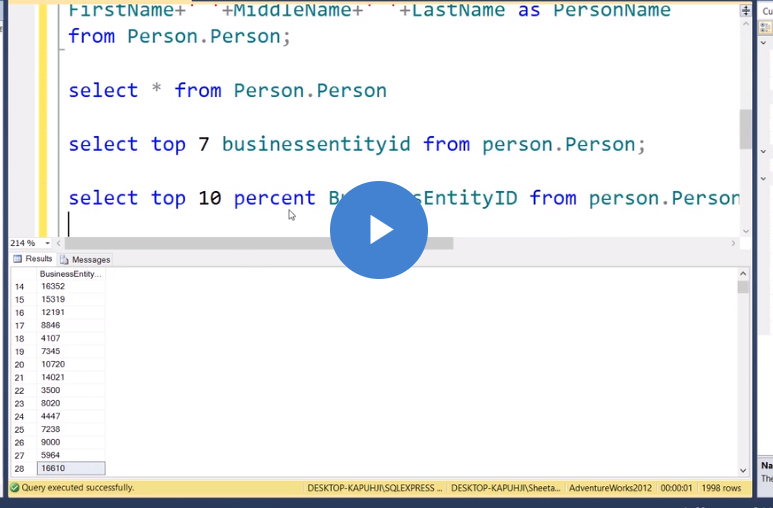 FirstName+' '+MiddleName+' '+LastName as PersonName
from Person.Person;
select * from Person.Person
select top 7 businessentityid from person.Person;
select top 10 percent BusinessEntityID from person.Person
214 %
Results Messages
BusinessEntity...
14 16352
15 15319
16 12191
17 8846
18 4107
19 7345
20 10720
21 14021
22 3500
23 8020
24 4447
25 7238
26 9000
27 5964
28 16610
Query executed successfully. DESKTOP-KAPUHJI\SQLEXPRESS ... DESKTOP-KAPUHJI\Sheeta... AdventureWorks2012 00:00:01 1998 rows
Cu
Na
The